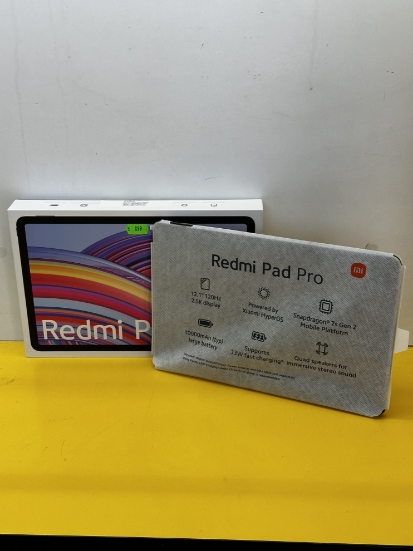 Redmi P
Redmi Pad Pro
12.1" 120Hz
2.5K display
Powered by
Xiaomi HyperOS
Snapdragon® 7s Gen 2
Mobile Platform
10000mAh (typ)
large battery
Supports
33W fast charging*
Quad speakers for
immersive stereo sound